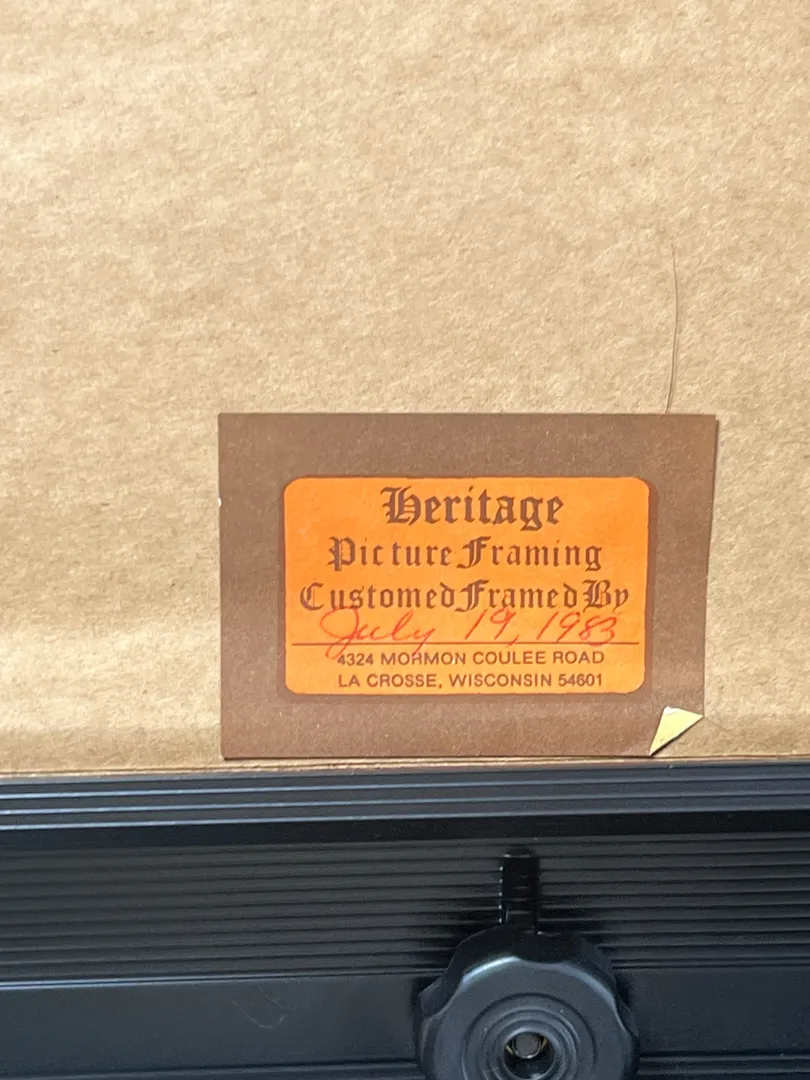 Heritage
Picture Framing
Customed Framed By
July 19, 1983
4324 MORMON COULEE ROAD
LA CROSSE, WISCONSIN 54601